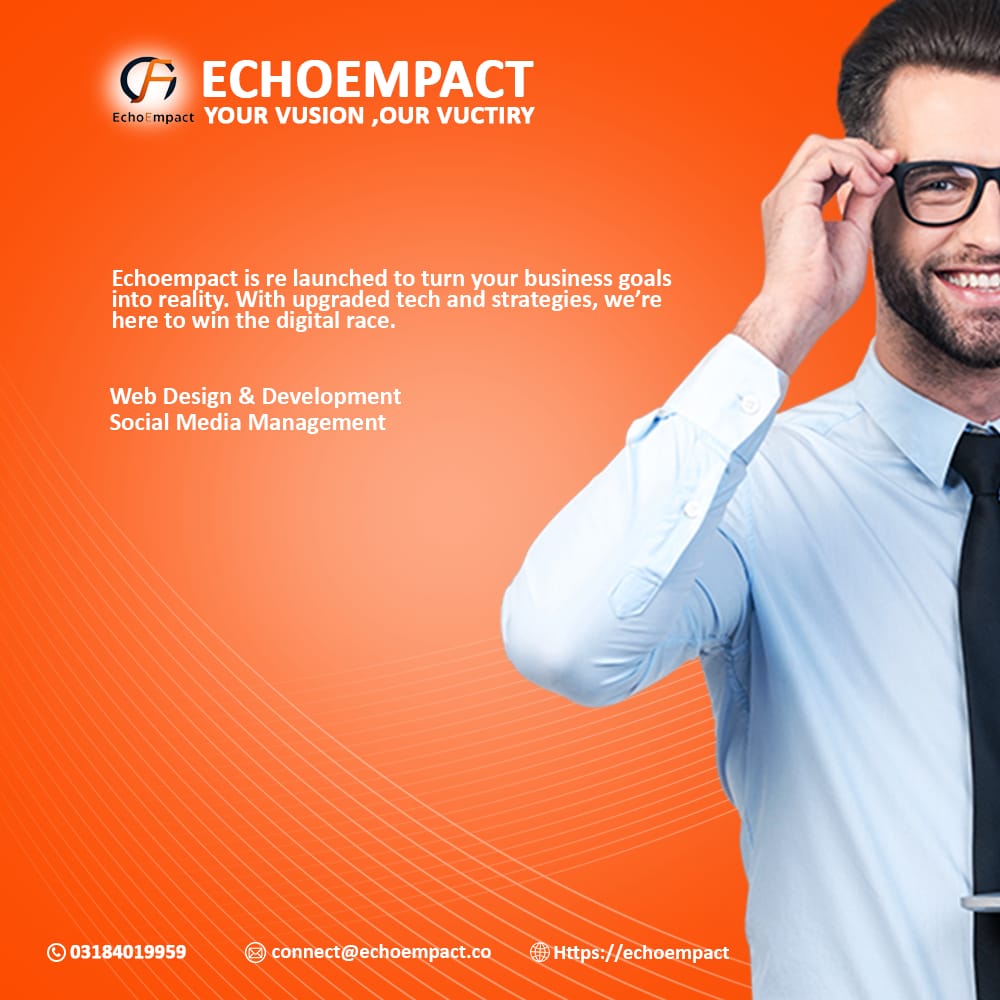 ECHOEMPACT
EchoEmpact
YOUR VUSION ,OUR VUCTIRY
Echoempact is re launched to turn your business goals
into reality. With upgraded tech and strategies, we’re
here to win the digital race.
Web Design & Development
Social Media Management
03184019959
connect@echoempact.co
Https://echoempact